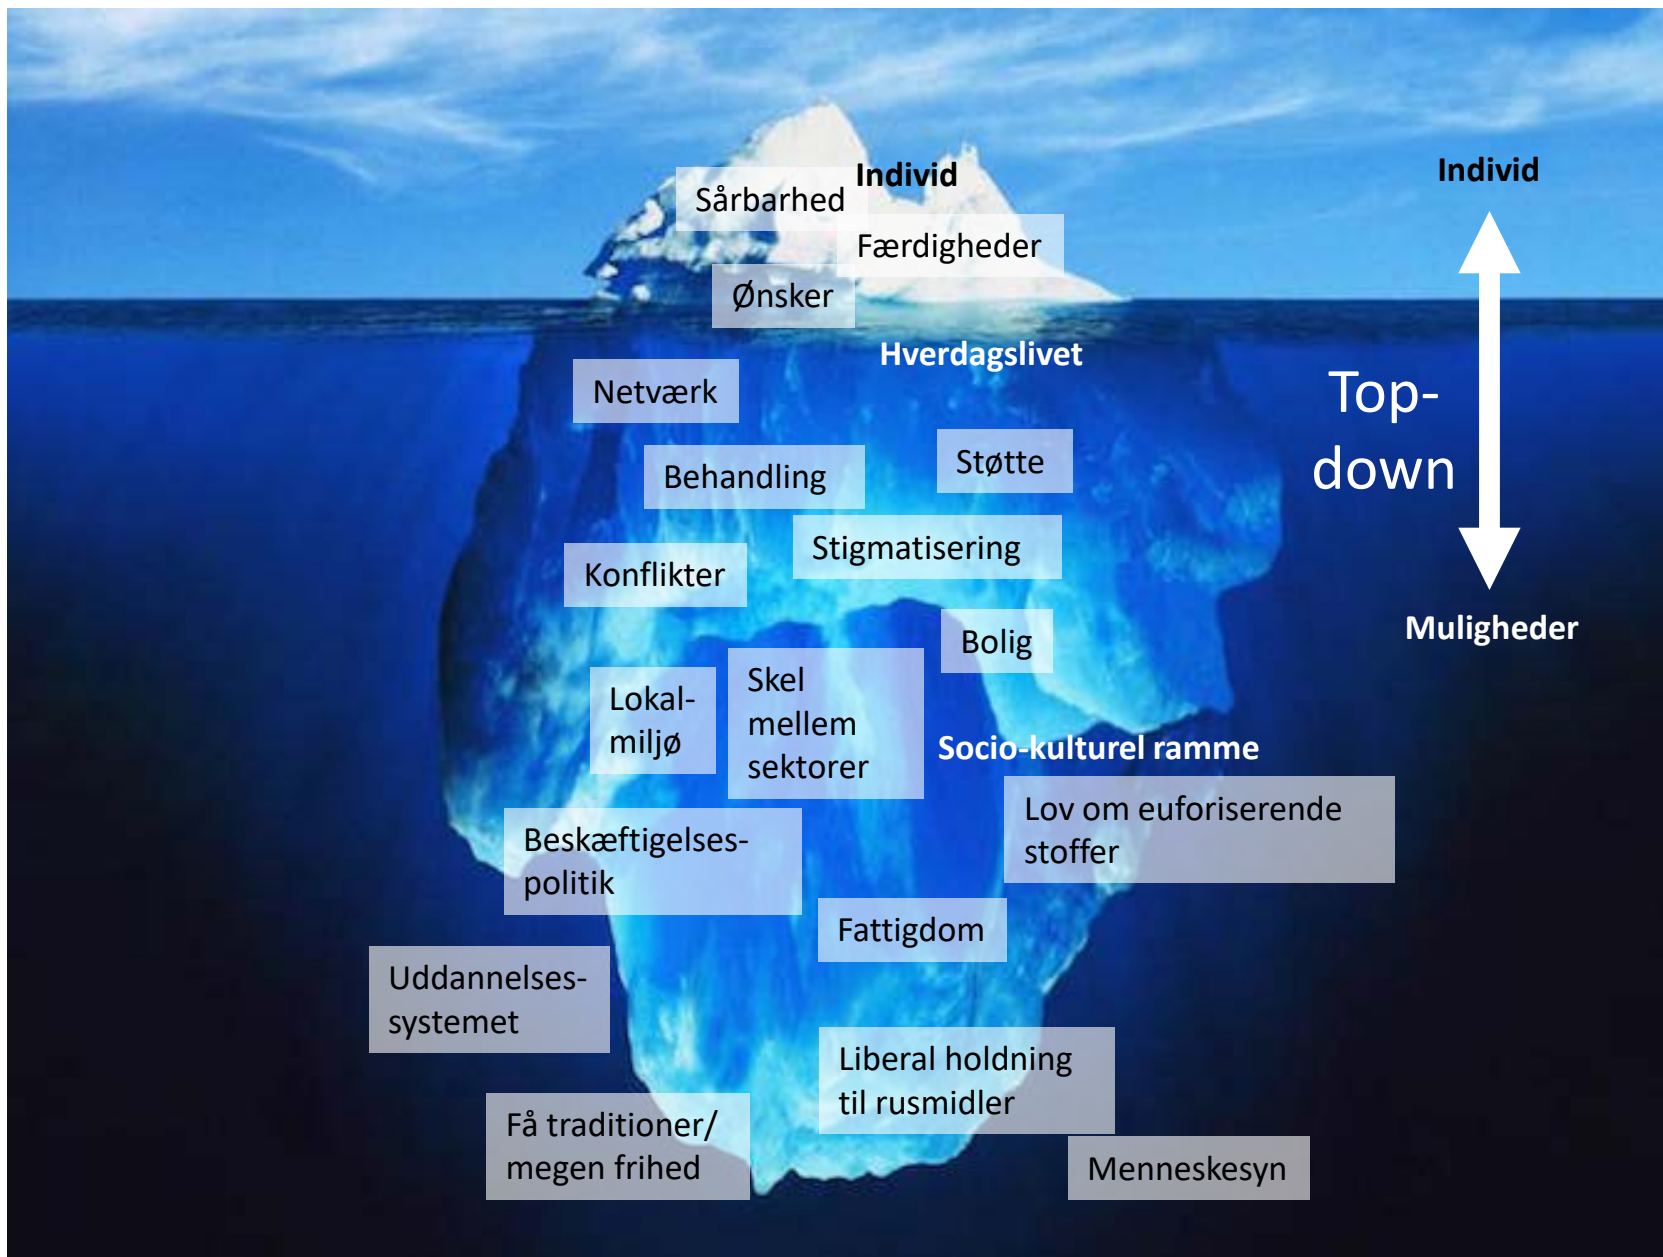 Individ
Sårbarhed
Færdigheder
Ønsker
Hverdagslivet
Netværk
Behandling
Støtte
Stigmatisering
Konflikter
Bolig
Lokal-
miljø
Skel
mellem
sektorer
Socio-kulturel ramme
Lov om euforiserende
stoffer
Beskæftigelses-
politik
Fattigdom
Uddannelses-
systemet
Liberal holdning
til rusmidler
Få traditioner/
megen frihed
Menneskesyn
Individ
Top-
down
Muligheder